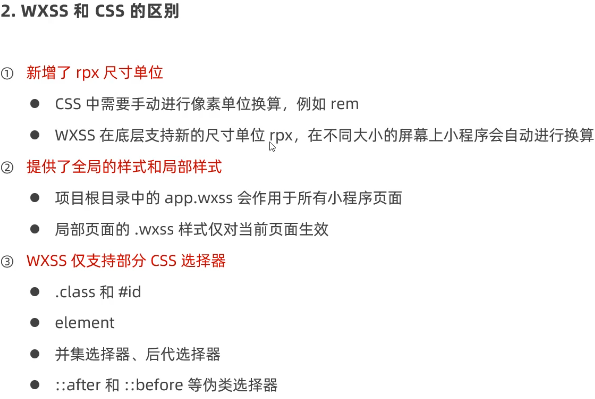 2. WXSS 和 CSS 的区别
① 新增了 rpx 尺寸单位
● CSS 中需要手动进行像素单位换算，例如 rem
● WXSS 在底层支持新的尺寸单位 rpx，在不同大小的屏幕上小程序会自动进行换算
② 提供了全局的样式和局部样式
● 项目根目录中的 app.wxss 会作用于所有小程序页面
● 局部页面的 .wxss 样式仅对当前页面生效
③ WXSS 仅支持部分 CSS 选择器
● .class 和 #id
● element
● 并集选择器、后代选择器
● ::after 和 ::before 等伪类选择器